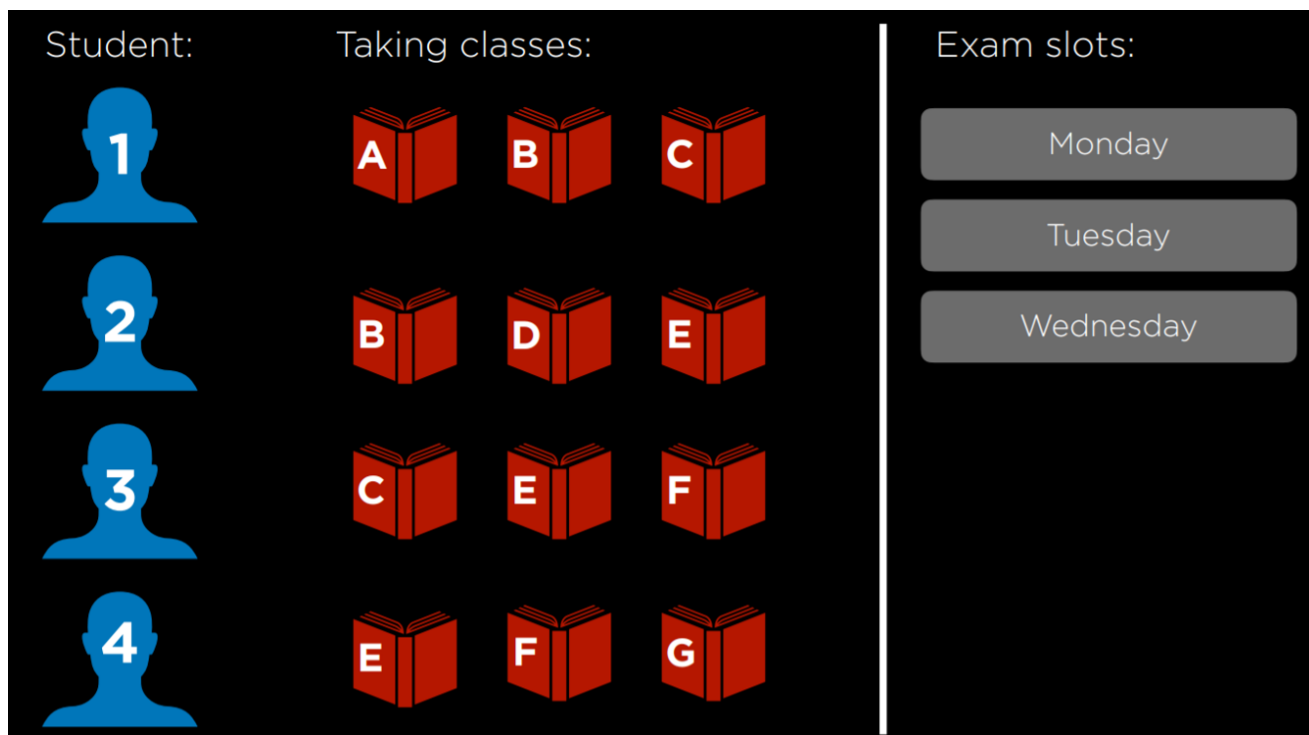 Student: Taking classes: Exam slots:
1 A B C Monday
Tuesday
2 B D E Wednesday
3 C E F
4 E F G